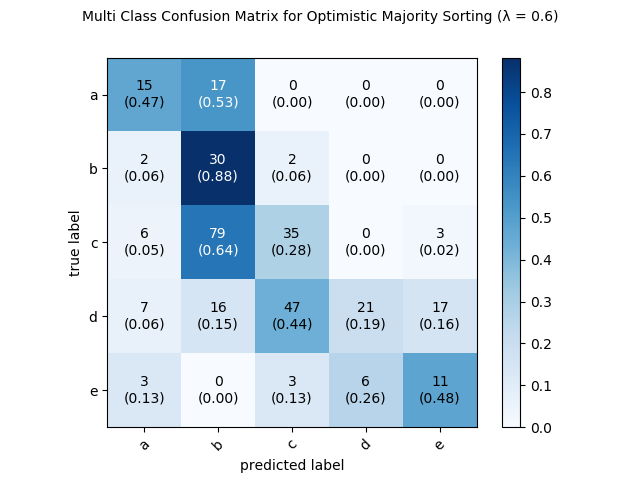 Multi Class Confusion Matrix for Optimistic Majority Sorting (λ = 0.6)
a 15 17 0 0 0
(0.47) (0.53) (0.00) (0.00) (0.00)
b 2 30 2 0 0
(0.06) (0.88) (0.06) (0.00) (0.00)
c 6 79 35 0 3
(0.05) (0.64) (0.28) (0.00) (0.02)
d 7 16 47 21 17
(0.06) (0.15) (0.44) (0.19) (0.16)
e 3 0 3 6 11
(0.13) (0.00) (0.13) (0.26) (0.48)
a b c d e
predicted label
true label
0.8
0.7
0.6
0.5
0.4
0.3
0.2
0.1
0.0